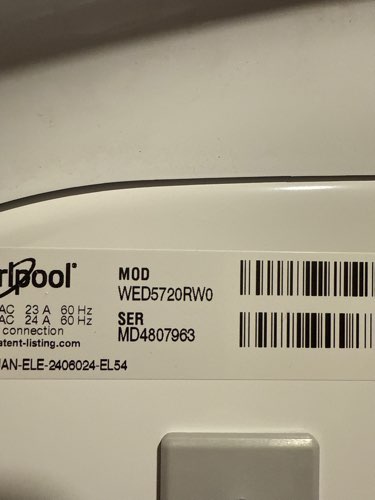 rlpool®
MOD
WED5720RW0
AC 23 A 60 Hz
AC 24 A 60 Hz
connection
atent-listing.com
SER
MD4807963
AN-ELE-2406024-EL54